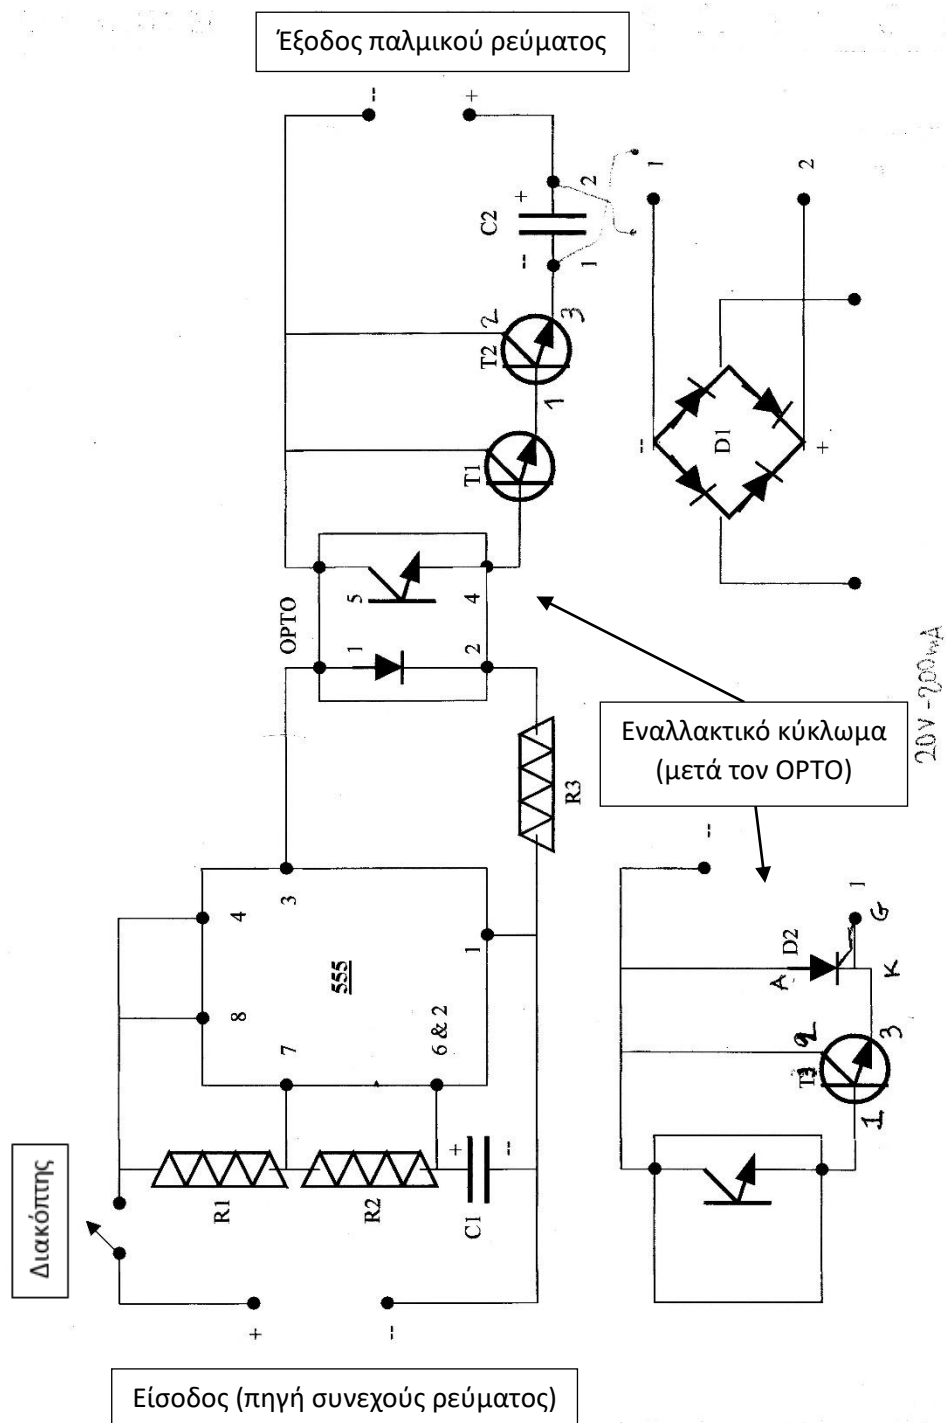 Έξοδος παλμικού ρεύματος
--
+
C2
+
2
--
1
1
2
T2
2
3
1
T1
--
D1
+
OPTO
5
1
4
2
Εναλλακτικό κύκλωμα
(μετά τον OPTO)
20V-200mA
R3
4
3
8
555
1
7
6 & 2
--
D2
1
G
A
K
2
3
T3
1
Διακόπτης
R1
R2
+
C1
--
+
--
Είσοδος (πηγή συνεχούς ρεύματος)